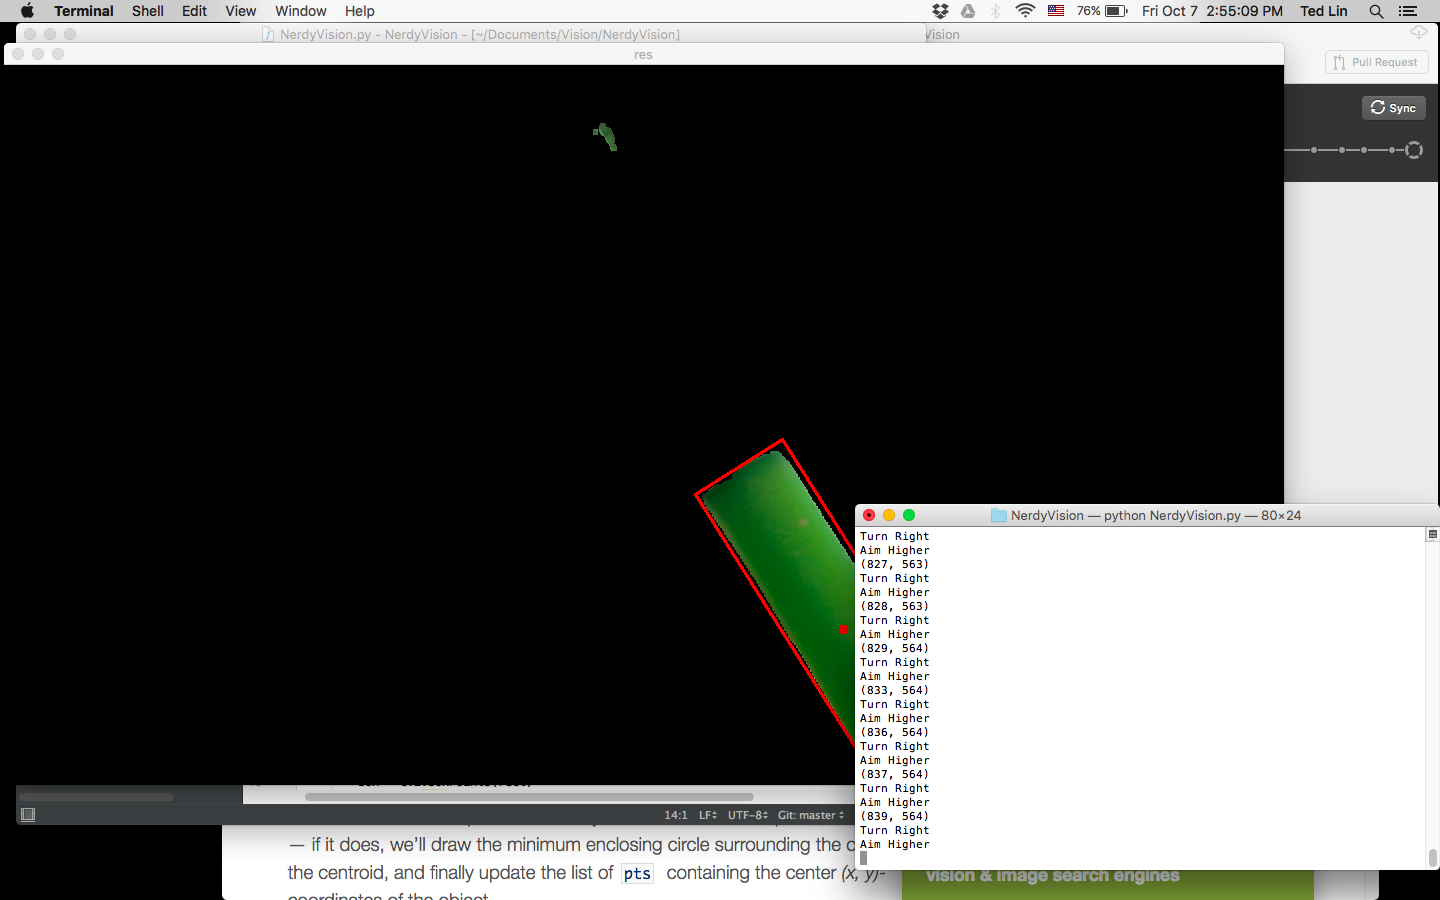 Terminal Shell Edit View Window Help 76% Fri Oct 7 2:55:09 PM Ted Lin
NerdyVision.py - NerdyVision - [~/Documents/Vision/NerdyVision]
Vision
res
Pull Request
Sync
NerdyVision — python NerdyVision.py — 80×24
Turn Right
Aim Higher
(827, 563)
Turn Right
Aim Higher
(828, 563)
Turn Right
Aim Higher
(829, 564)
Turn Right
Aim Higher
(833, 564)
Turn Right
Aim Higher
(836, 564)
Turn Right
Aim Higher
(837, 564)
Turn Right
Aim Higher
(839, 564)
Turn Right
Aim Higher
14:1 LF UTF-8 Git: master
— if it does, we’ll draw the minimum enclosing circle surrounding the
the centroid, and finally update the list of pts containing the center (x, y)-
coordinates of the object
vision & image search engines